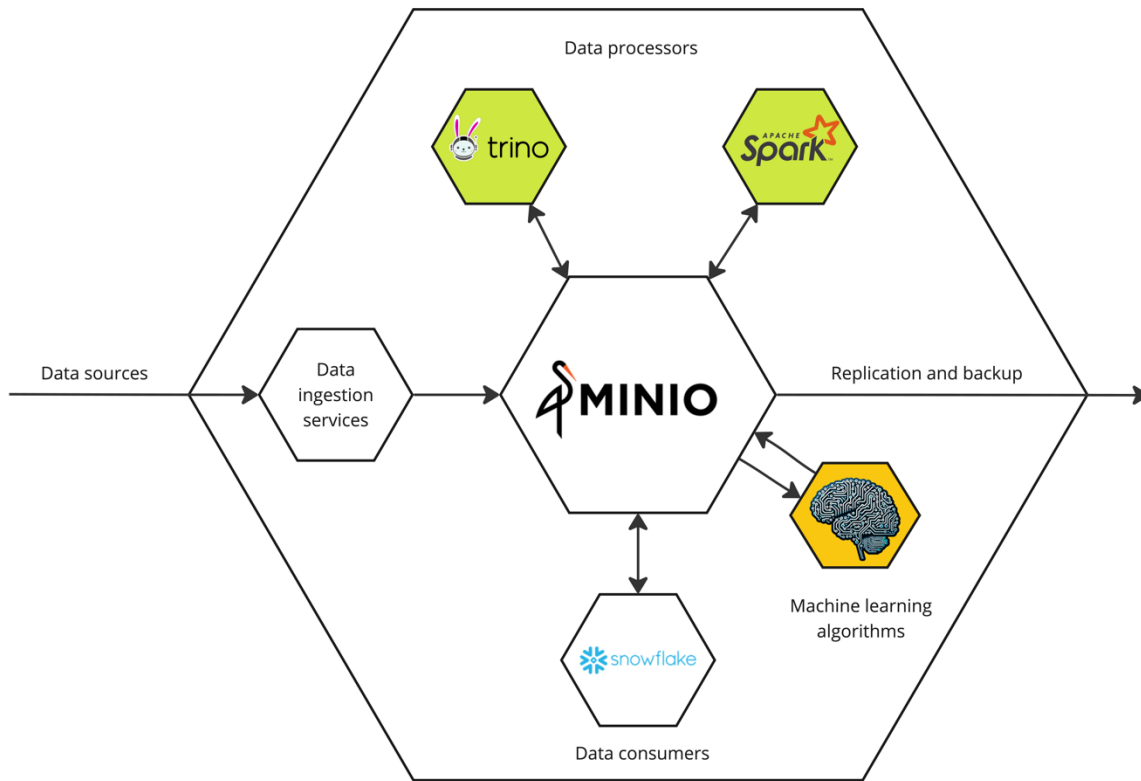 Data processors
trino
APACHE
Spark™
Data sources
Data
ingestion
services
MINIO
Replication and backup
Machine learning
algorithms
snowflake
Data consumers